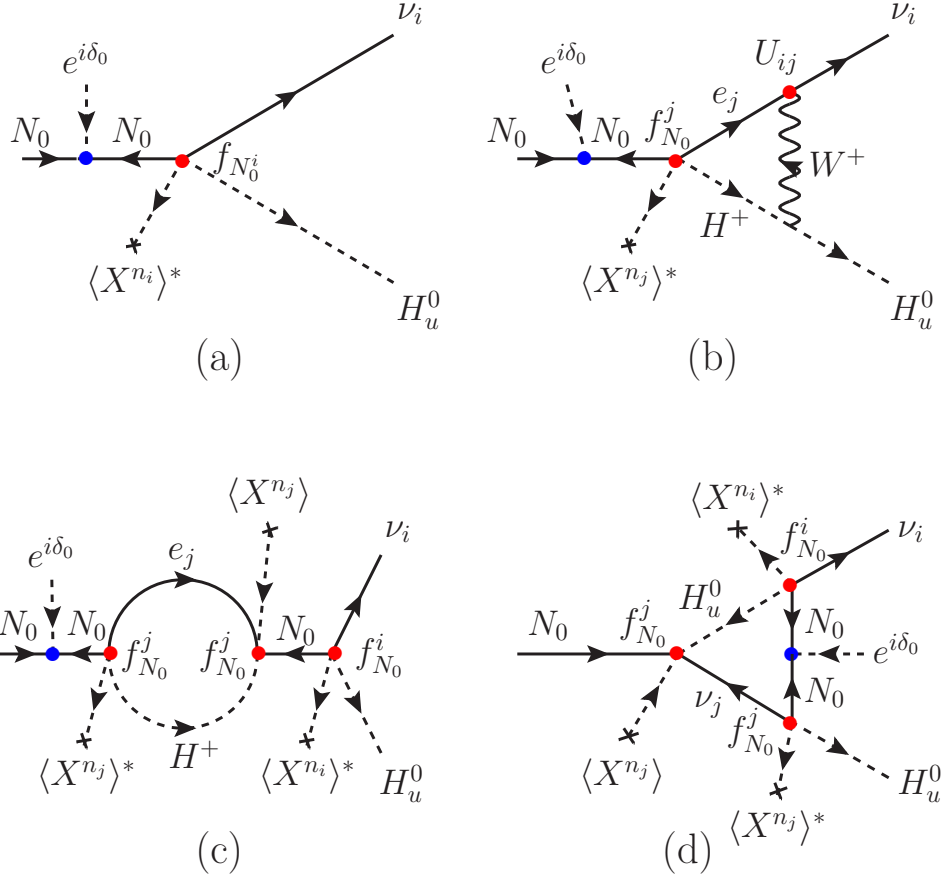 ν_i
e^{iδ_0}
N_0 N_0
f_{N_0^i}
⟨X^{n_i}⟩*
H_u^0
(a)
ν_i
U_{ij}
e^{iδ_0}
e_j
N_0 N_0 f_{N_0}^j
W^+
H^+
⟨X^{n_j}⟩*
H_u^0
(b)
⟨X^{n_j}⟩
ν_i
e_j
e^{iδ_0}
N_0 N_0 N_0
f_{N_0}^j f_{N_0}^j f_{N_0}^i
⟨X^{n_j}⟩* H^+ ⟨X^{n_i}⟩*
H_u^0
(c)
⟨X^{n_i}⟩*
f_{N_0}^i ν_i
H_u^0
N_0 f_{N_0}^j N_0
e^{iδ_0}
ν_j N_0
f_{N_0}^j
⟨X^{n_j}⟩ H_u^0
⟨X^{n_j}⟩*
(d)